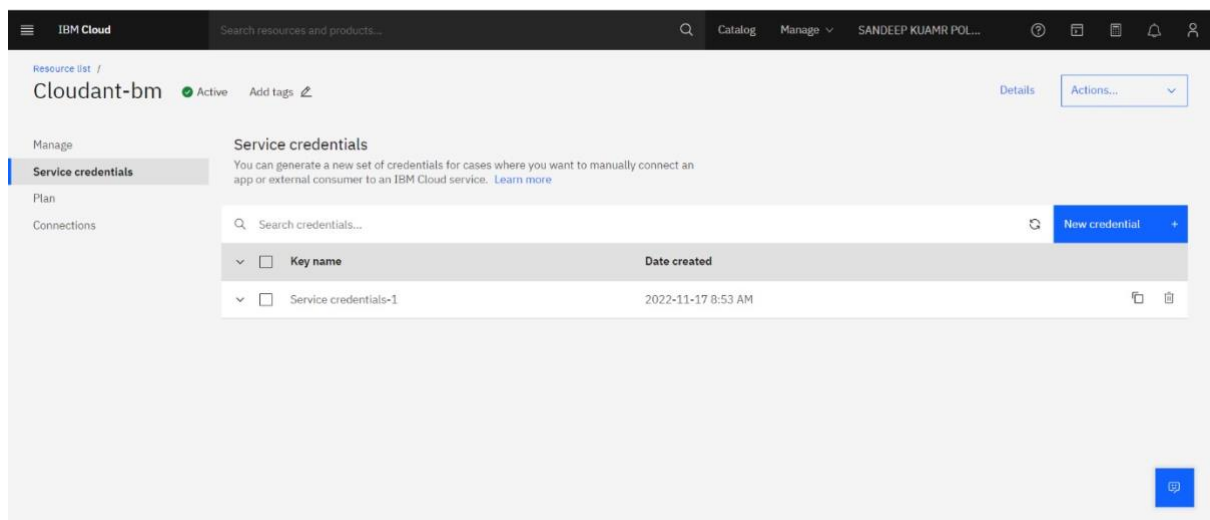 IBM Cloud Search resources and products... Catalog Manage SANDEEP KUAMR POL...
Resource list /
Cloudant-bm Active Add tags Details Actions...
Manage
Service credentials
Plan
Connections
Service credentials
You can generate a new set of credentials for cases where you want to manually connect an
app or external consumer to an IBM Cloud service. Learn more
Search credentials... New credential +
Key name Date created
Service credentials-1 2022-11-17 8:53 AM